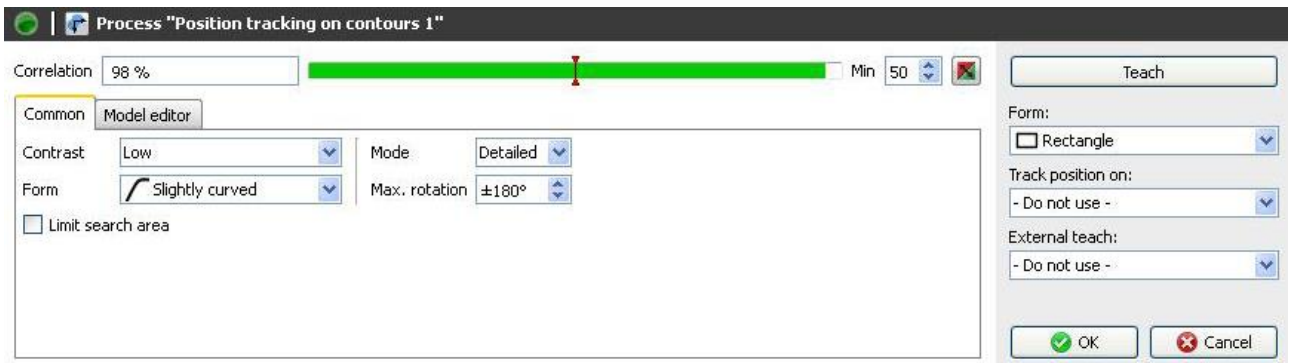 Process "Position tracking on contours 1"
Correlation 98 % Min 50
Teach
Common Model editor
Form:
Rectangle
Contrast Low Mode Detailed
Form Slightly curved Max. rotation ±180°
Track position on:
- Do not use -
Limit search area
External teach:
- Do not use -
OK Cancel